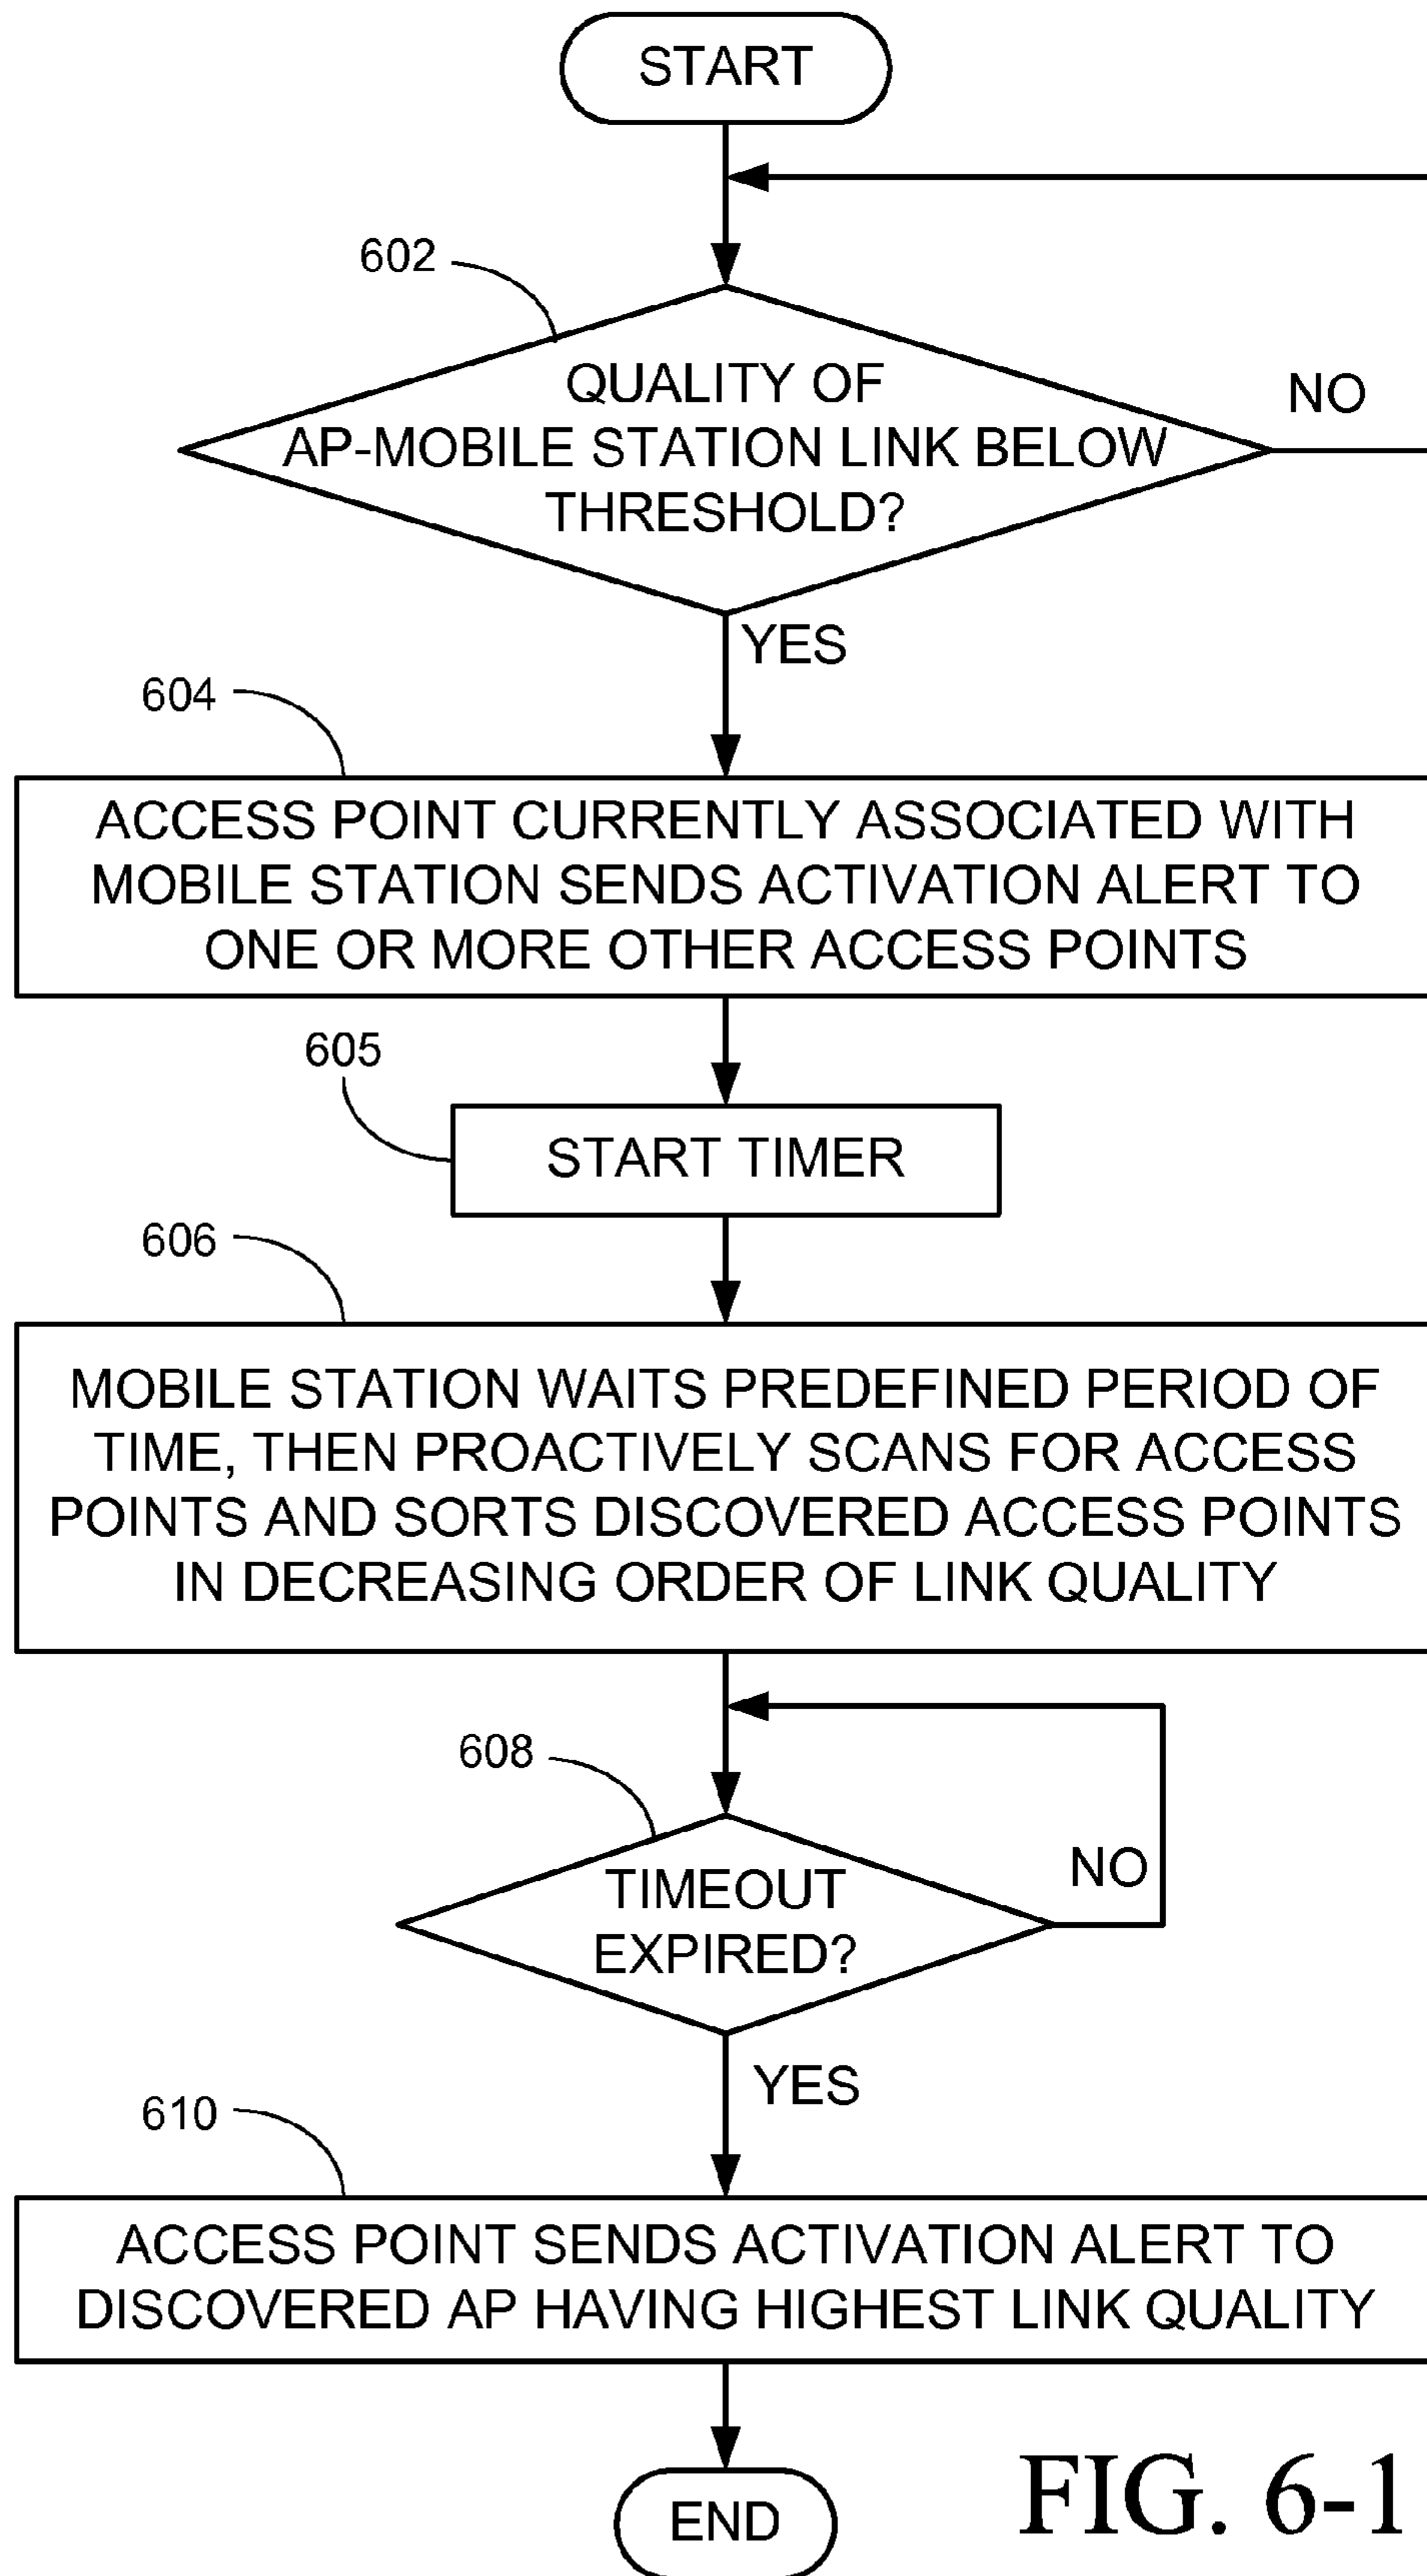 START
602
QUALITY OF
AP-MOBILE STATION LINK BELOW
THRESHOLD?
NO
YES
604
ACCESS POINT CURRENTLY ASSOCIATED WITH
MOBILE STATION SENDS ACTIVATION ALERT TO
ONE OR MORE OTHER ACCESS POINTS
605
START TIMER
606
MOBILE STATION WAITS PREDEFINED PERIOD OF
TIME, THEN PROACTIVELY SCANS FOR ACCESS
POINTS AND SORTS DISCOVERED ACCESS POINTS
IN DECREASING ORDER OF LINK QUALITY
608
TIMEOUT
EXPIRED?
NO
YES
610
ACCESS POINT SENDS ACTIVATION ALERT TO
DISCOVERED AP HAVING HIGHEST LINK QUALITY
END
FIG. 6-1